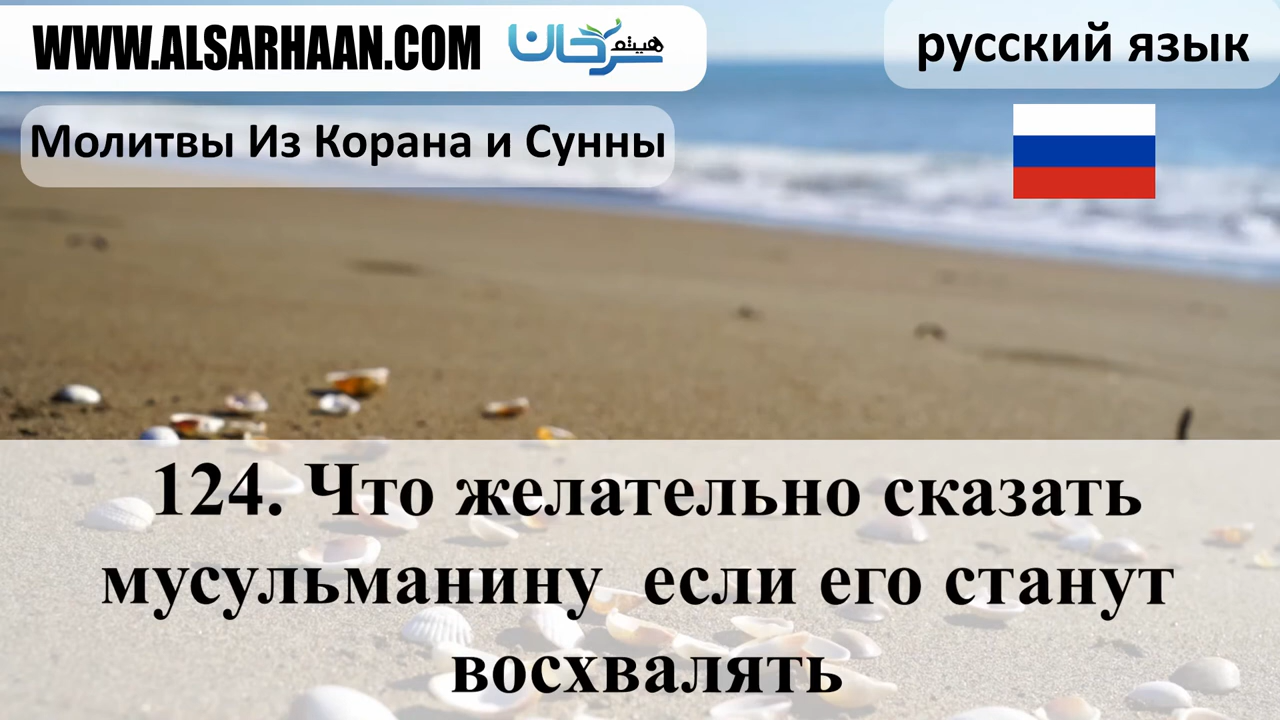 WWW.ALSARHAAN.COM
هيثم سرحان
русский язык
Молитвы Из Корана и Сунны
124. Что желательно сказать
мусульманину если его станут
восхвалять